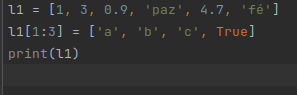 l1 = [1, 3, 0.9, 'paz', 4.7, 'fé']
l1[1:3] = ['a', 'b', 'c', True]
print(l1)